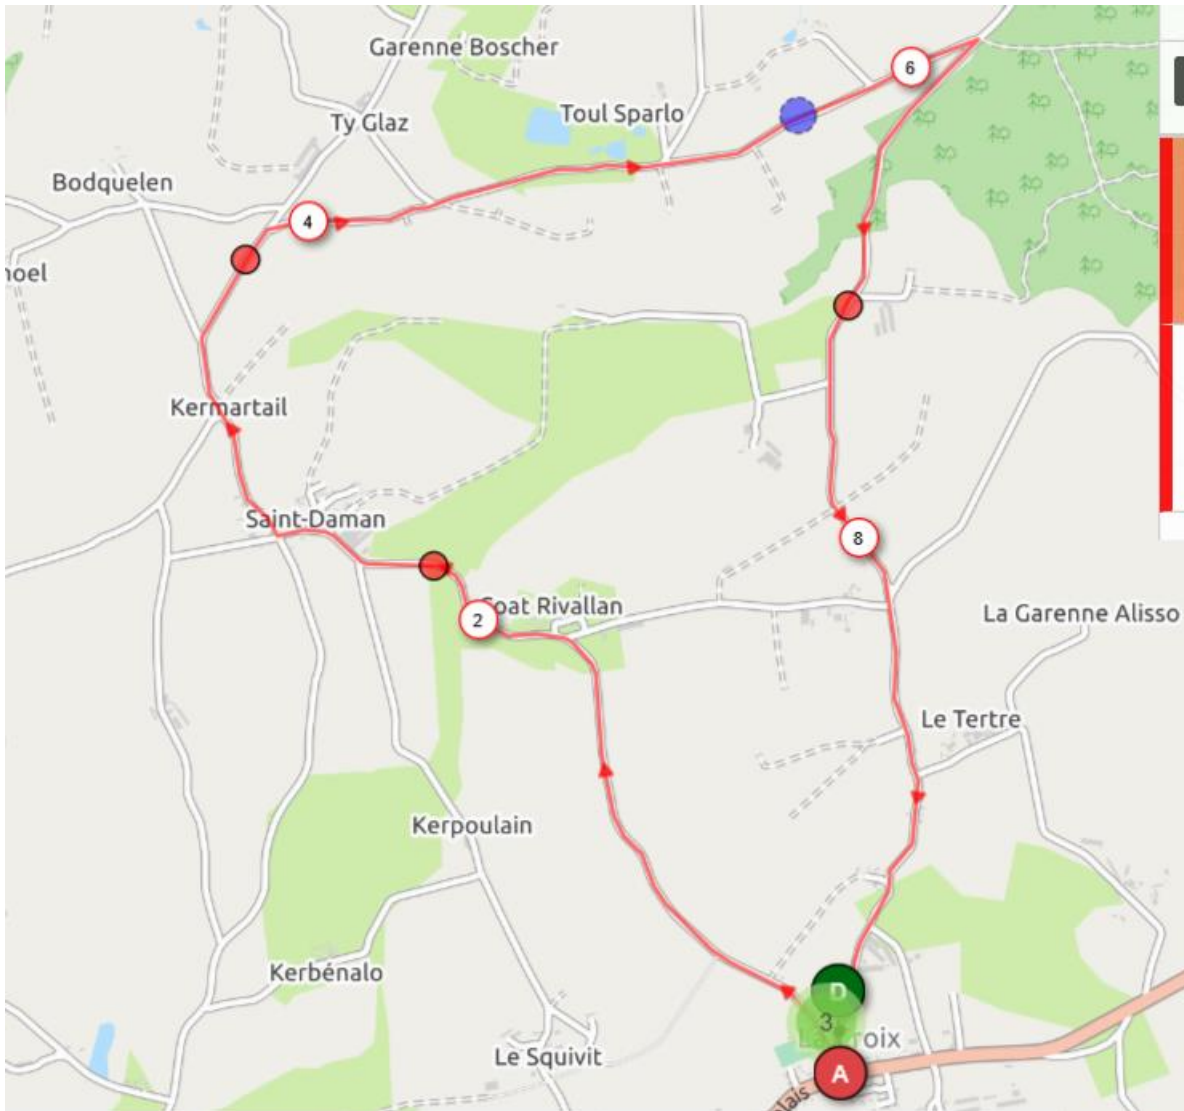 Garenne Boscher
6
Toul Sparlo
Ty Glaz
Bodquelen
4
noel
Kermartail
Saint-Daman
8
Coat Rivallan
2
La Garenne Alisso
Le Tertre
Kerpoulain
Kerbénalo
D
3
Le Squivit
A